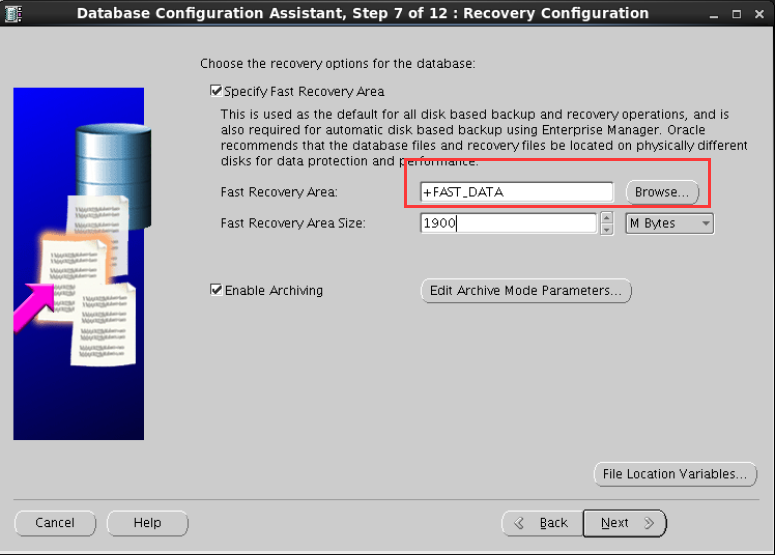 Database Configuration Assistant, Step 7 of 12 : Recovery Configuration
Choose the recovery options for the database:
Specify Fast Recovery Area
This is used as the default for all disk based backup and recovery operations, and is
also required for automatic disk based backup using Enterprise Manager. Oracle
recommends that the database files and recovery files be located on physically different
disks for data protection and performance.
Fast Recovery Area: +FAST_DATA Browse...
Fast Recovery Area Size: 1900 M Bytes
Enable Archiving Edit Archive Mode Parameters...
File Location Variables...
Cancel Help Back Next